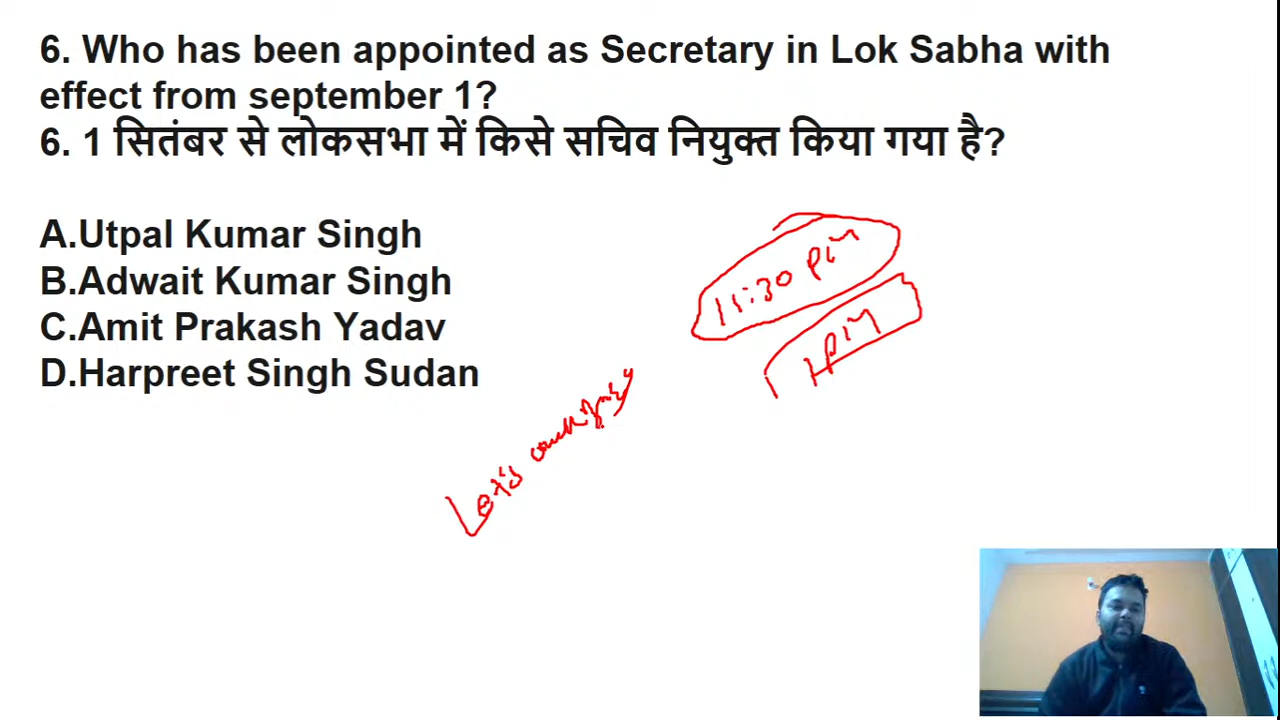 6. Who has been appointed as Secretary in Lok Sabha with
effect from september 1?
6. 1 सितंबर से लोकसभा में किसे सचिव नियुक्त किया गया है?
A.Utpal Kumar Singh
B.Adwait Kumar Singh
C.Amit Prakash Yadav
D.Harpreet Singh Sudan
11:30 PM
1PM
Let's